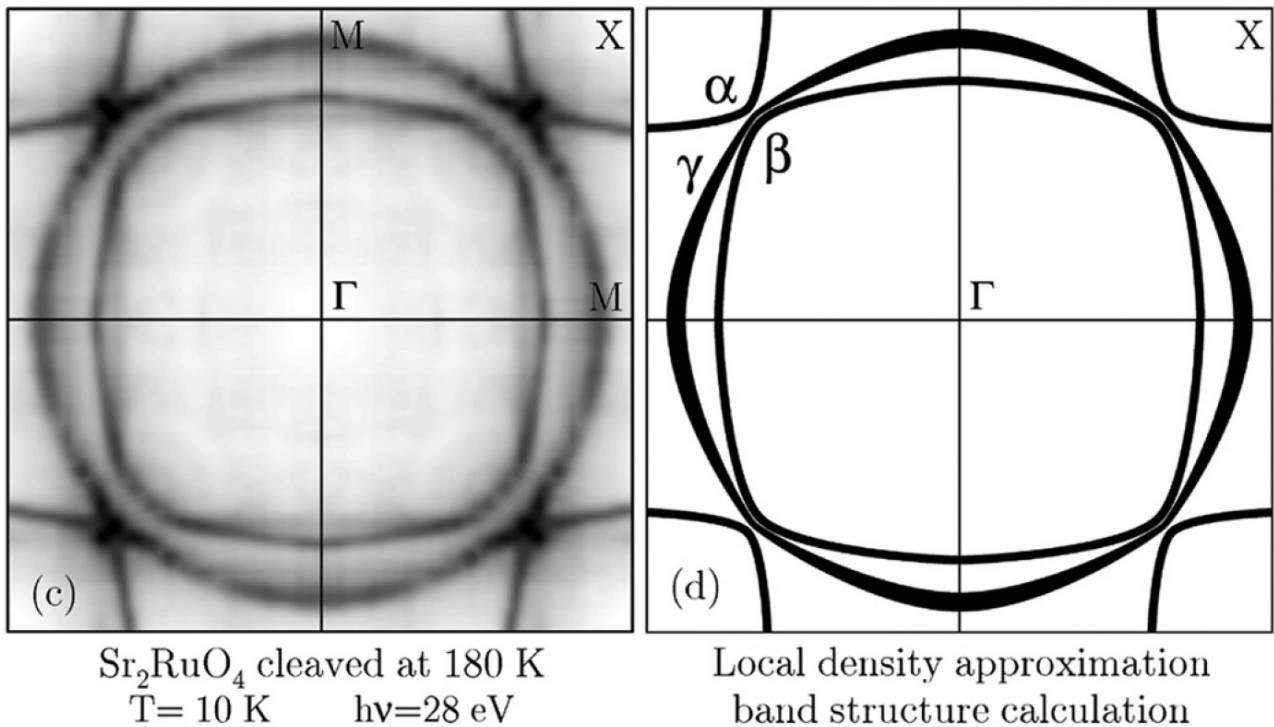 M
X
Γ
M
(c)
X
α
γ
β
Γ
(d)
Sr₂RuO₄ cleaved at 180 K
T= 10 K hν=28 eV
Local density approximation
band structure calculation